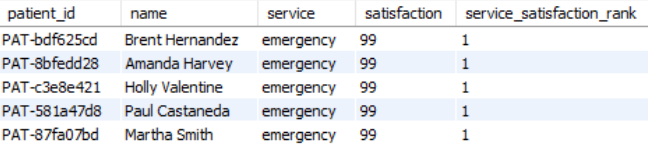 patient_id name service satisfaction service_satisfaction_rank
PAT-bdf625cd Brent Hernandez emergency 99 1
PAT-8bfedd28 Amanda Harvey emergency 99 1
PAT-c3e8e421 Holly Valentine emergency 99 1
PAT-581a47d8 Paul Castaneda emergency 99 1
PAT-87fa07bd Martha Smith emergency 99 1